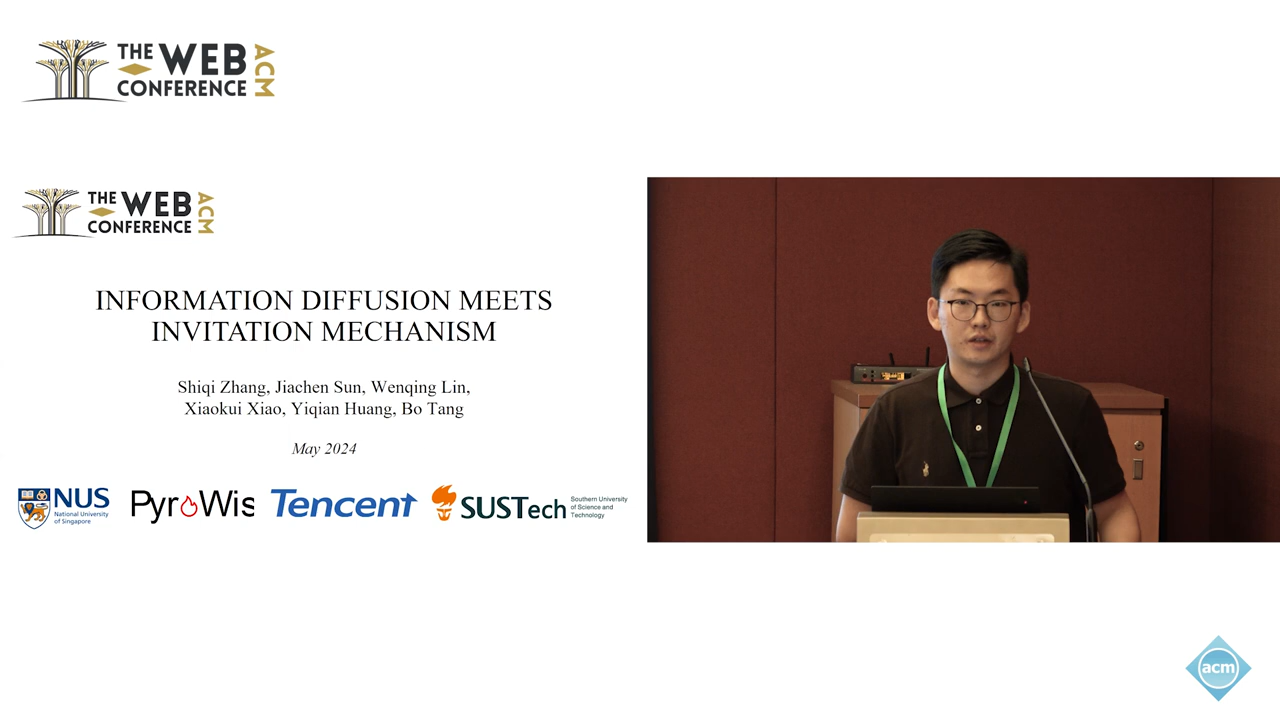 THE WEB CONFERENCE ACM
THE WEB CONFERENCE ACM
INFORMATION DIFFUSION MEETS
INVITATION MECHANISM
Shiqi Zhang, Jiachen Sun, Wenqing Lin,
Xiaokui Xiao, Yiqian Huang, Bo Tang
May 2024
NUS
National University
of Singapore
PyroWis
Tencent
SUSTech
Southern University
of Science and
Technology
acm